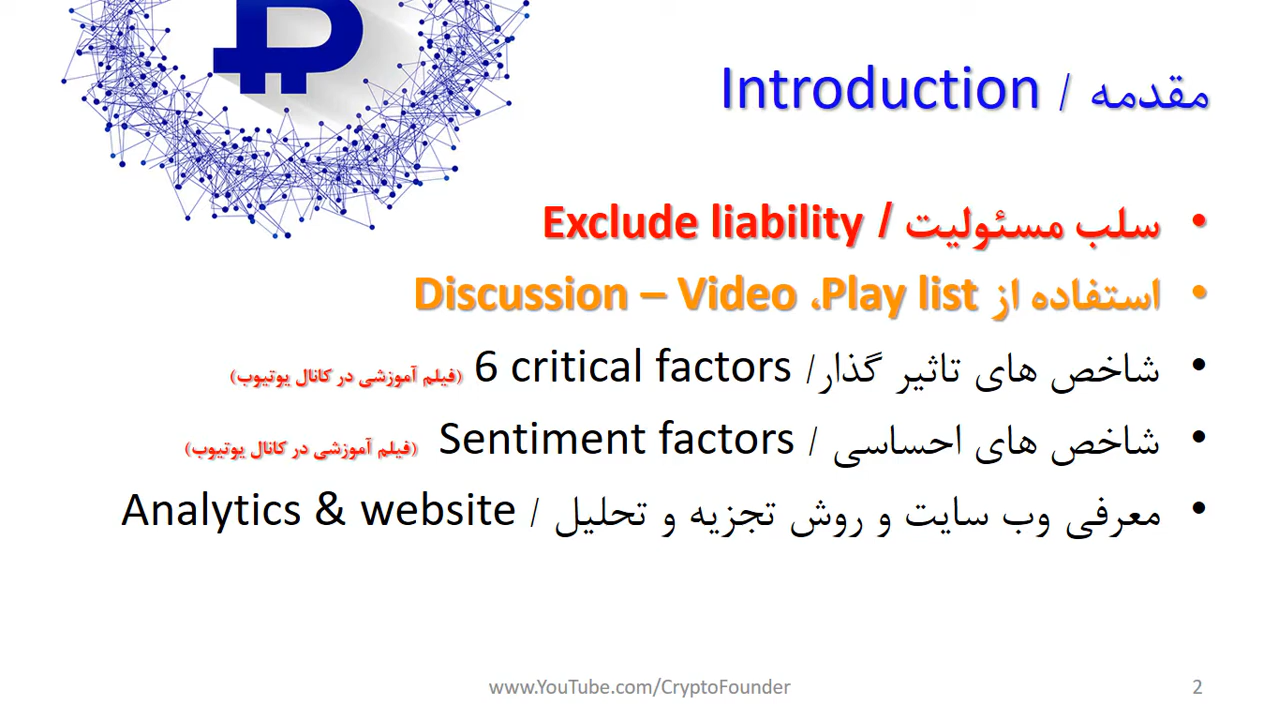 مقدمه / Introduction
سلب مسئولیت / Exclude liability
استفاده از Discussion – Video ،Play list
شاخص های تاثیر گذار/ 6 critical factors (فیلم آموزشی در کانال یوتیوب)
شاخص های احساسی / Sentiment factors (فیلم آموزشی در کانال یوتیوب)
معرفی وب سایت و روش تجزیه و تحلیل / Analytics & website
www.YouTube.com/CryptoFounder
2